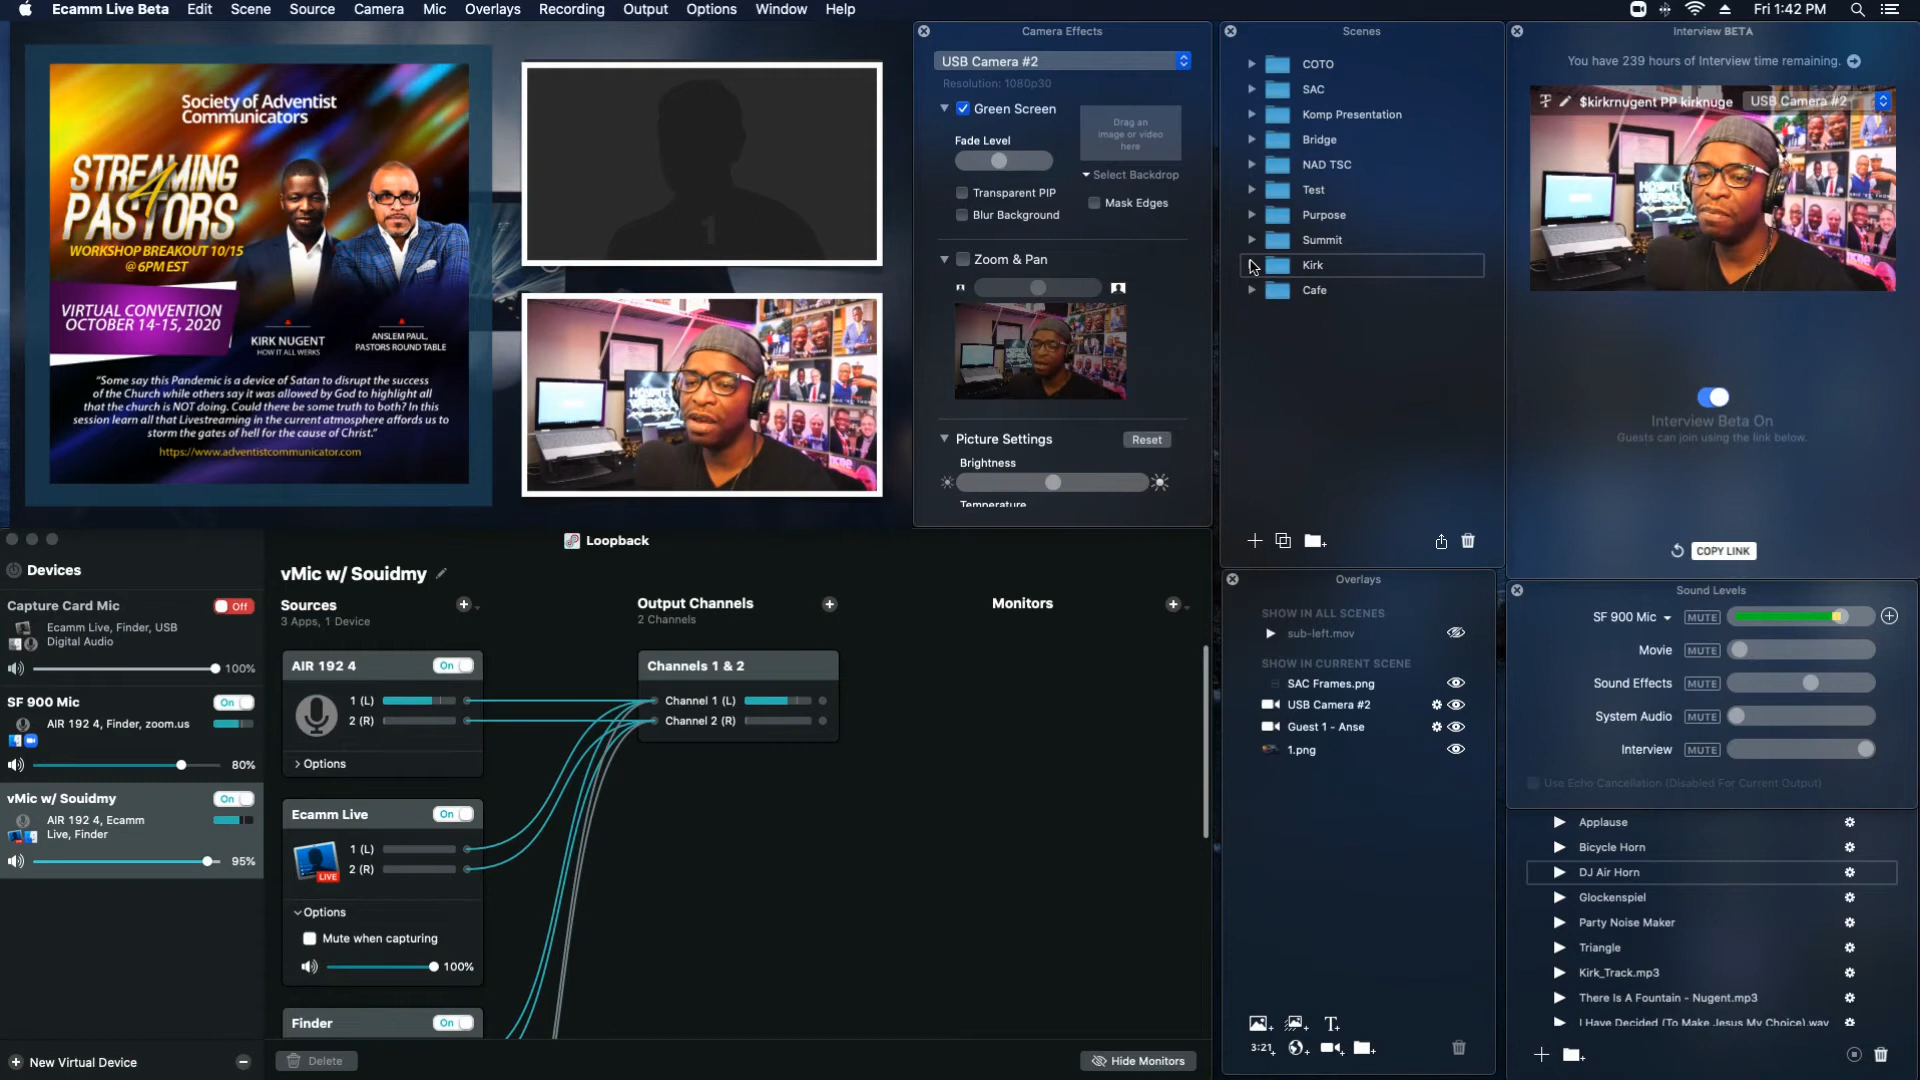 Ecamm Live Beta Edit Scene Source Camera Mic Overlays Recording Output Options Window Help
Fri 1:42 PM
Society of Adventist
Communicators
STREAMING
4
PASTORS
WORKSHOP BREAKOUT 10/15
@ 6PM EST
VIRTUAL CONVENTION
OCTOBER 14-15, 2020
KIRK NUGENT
HOW IT ALL WERKS
ANSLEM PAUL,
PASTORS ROUND TABLE
“Some say this Pandemic is a device of Satan to disrupt the success
of the Church while others say it was allowed by God to highlight all
that the church is NOT doing. Could there be some truth to both? In this
session learn all that Livestreaming in the current atmosphere affords us to
storm the gates of hell for the cause of Christ.”
https://www.adventistcommunicator.com
1
Camera Effects
USB Camera #2
Resolution: 1080p30
Green Screen
Fade Level
Drag an
image or video
here
Select Backdrop
Transparent PIP
Blur Background
Mask Edges
Zoom & Pan
Picture Settings
Reset
Brightness
Temperature
Scenes
COTO
SAC
Komp Presentation
Bridge
NAD TSC
Test
Purpose
Summit
Kirk
Cafe
Interview BETA
You have 239 hours of Interview time remaining.
$kirkrnugent PP kirknuge
USB Camera #2
Interview Beta On
Guests can join using the link below.
COPY LINK
Devices
Capture Card Mic
Off
Ecamm Live, Finder, USB
Digital Audio
100%
SF 900 Mic
On
AIR 192 4, Finder, zoom.us
80%
vMic w/ Souidmy
On
AIR 192 4, Ecamm
Live, Finder
95%
New Virtual Device
Loopback
vMic w/ Souidmy
Sources
3 Apps, 1 Device
Output Channels
2 Channels
Monitors
AIR 192 4
On
1 (L)
2 (R)
Options
Channels 1 & 2
Channel 1 (L)
Channel 2 (R)
Ecamm Live
On
LIVE
1 (L)
2 (R)
Options
Mute when capturing
100%
Finder
On
Delete
Hide Monitors
Overlays
SHOW IN ALL SCENES
sub-left.mov
SHOW IN CURRENT SCENE
SAC Frames.png
USB Camera #2
Guest 1 - Anse
1.png
3:21
Sound Levels
SF 900 Mic MUTE
Movie MUTE
Sound Effects MUTE
System Audio MUTE
Interview MUTE
Use Echo Cancellation (Disabled For Current Output)
Applause
Bicycle Horn
DJ Air Horn
Glockenspiel
Party Noise Maker
Triangle
Kirk_Track.mp3
There Is A Fountain - Nugent.mp3
I Have Decided (To Make Jesus My Choice).wav